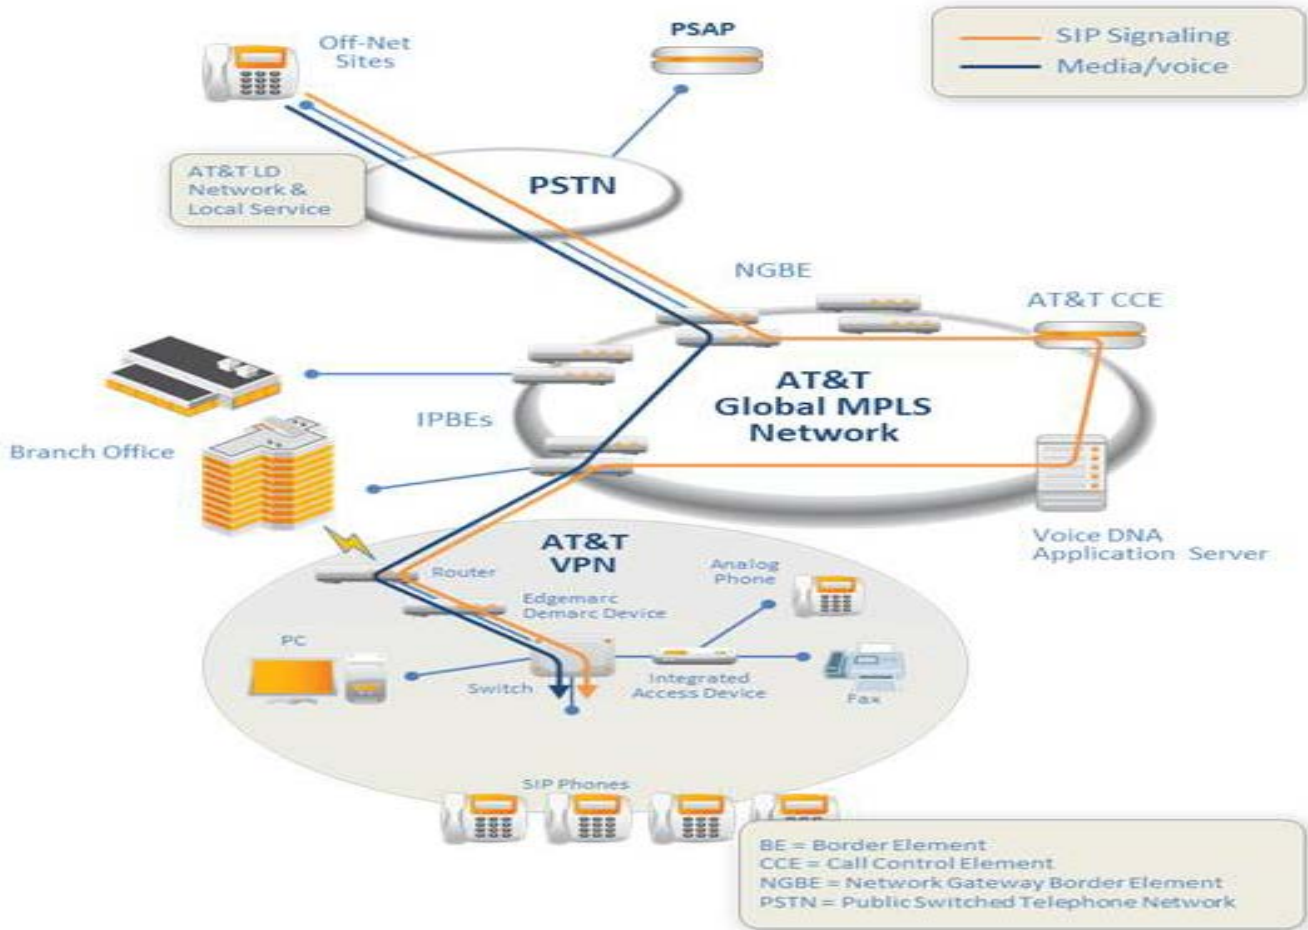 Off-Net
Sites
PSAP
SIP Signaling
Media/voice
AT&T LD
Network &
Local Service
PSTN
NGBE
AT&T CCE
AT&T
Global MPLS
Network
IPBEs
Branch Office
Voice DNA
Application Server
AT&T
VPN
Router
Analog
Phone
Edgemarc
Demarc Device
PC
Switch
Integrated
Access Device
Fax
SIP Phones
BE = Border Element
CCE = Call Control Element
NGBE = Network Gateway Border Element
PSTN = Public Switched Telephone Network